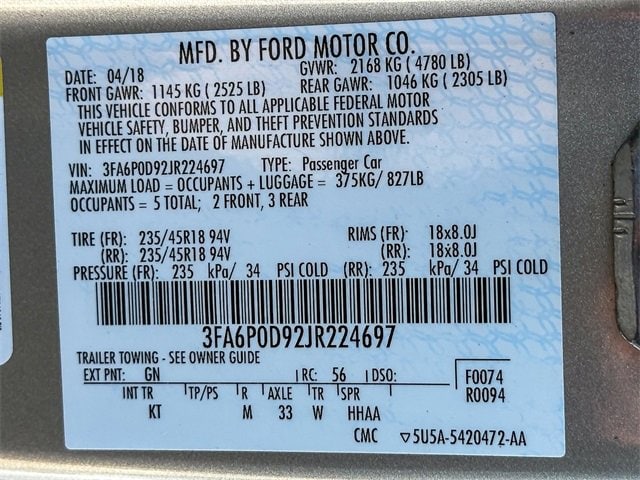 MFD. BY FORD MOTOR CO.
DATE: 04/18 GVWR: 2168 KG ( 4780 LB)
FRONT GAWR: 1145 KG ( 2525 LB) REAR GAWR: 1046 KG ( 2305 LB)
THIS VEHICLE CONFORMS TO ALL APPLICABLE FEDERAL MOTOR
VEHICLE SAFETY, BUMPER, AND THEFT PREVENTION STANDARDS
IN EFFECT ON THE DATE OF MANUFACTURE SHOWN ABOVE.
VIN: 3FA6P0D92JR224697 TYPE: Passenger Car
MAXIMUM LOAD = OCCUPANTS + LUGGAGE = 375KG/ 827LB
OCCUPANTS = 5 TOTAL; 2 FRONT, 3 REAR
TIRE (FR): 235/45R18 94V RIMS (FR): 18x8.0J
(RR): 235/45R18 94V (RR): 18x8.0J
PRESSURE (FR): 235 kPa/ 34 PSI COLD (RR): 235 kPa/ 34 PSI COLD
3FA6P0D92JR224697
TRAILER TOWING - SEE OWNER GUIDE
EXT PNT: GN RC: 56 DSO: F0074
INT TR TP/PS R AXLE TR SPR R0094
KT M 33 W HHAA
CMC ▽5U5A-5420472-AA